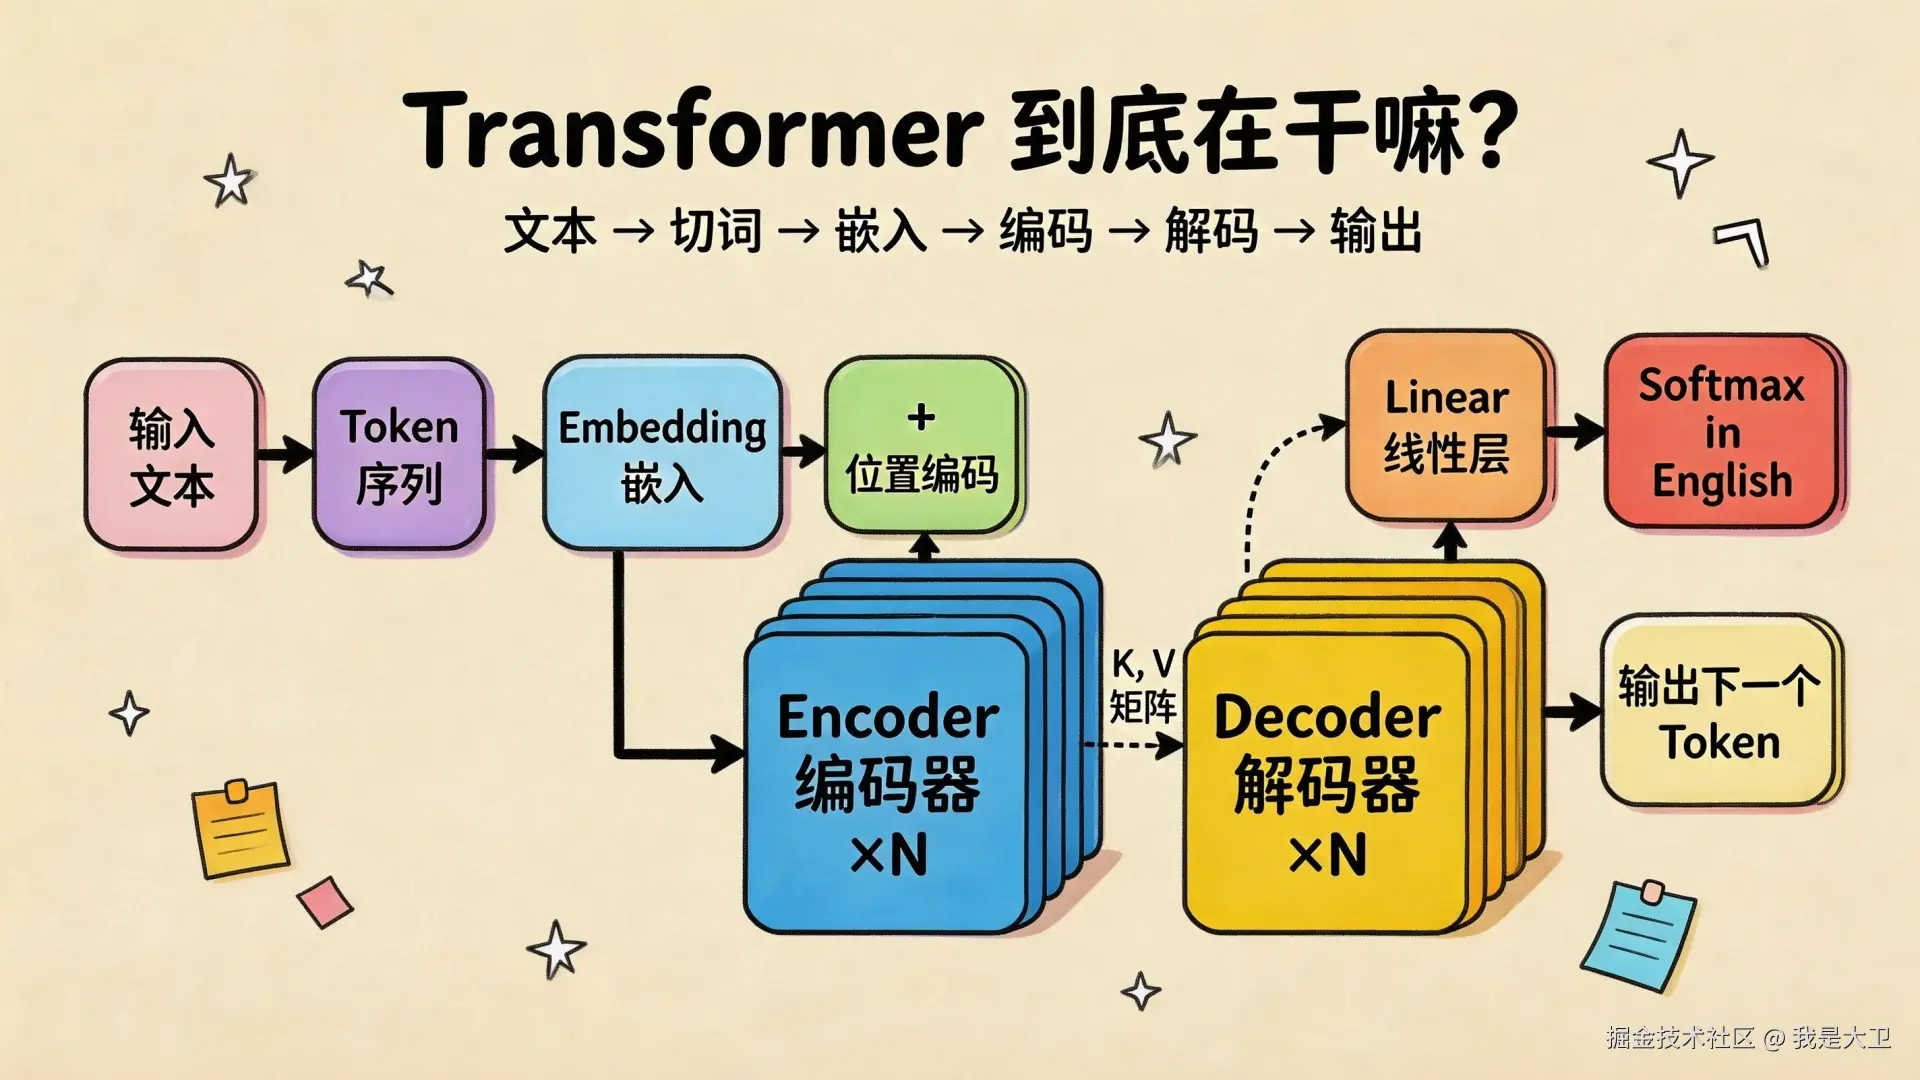 Transformer 到底在干嘛?
文本 → 切词 → 嵌入 → 编码 → 解码 → 输出
输入
文本
Token
序列
Embedding
嵌入
+
位置编码
Linear
线性层
Softmax
in
English
Encoder
编码器
×N
K, V
矩阵
Decoder
解码器
×N
输出下一个
Token
掘金技术社区 @ 我是大卫